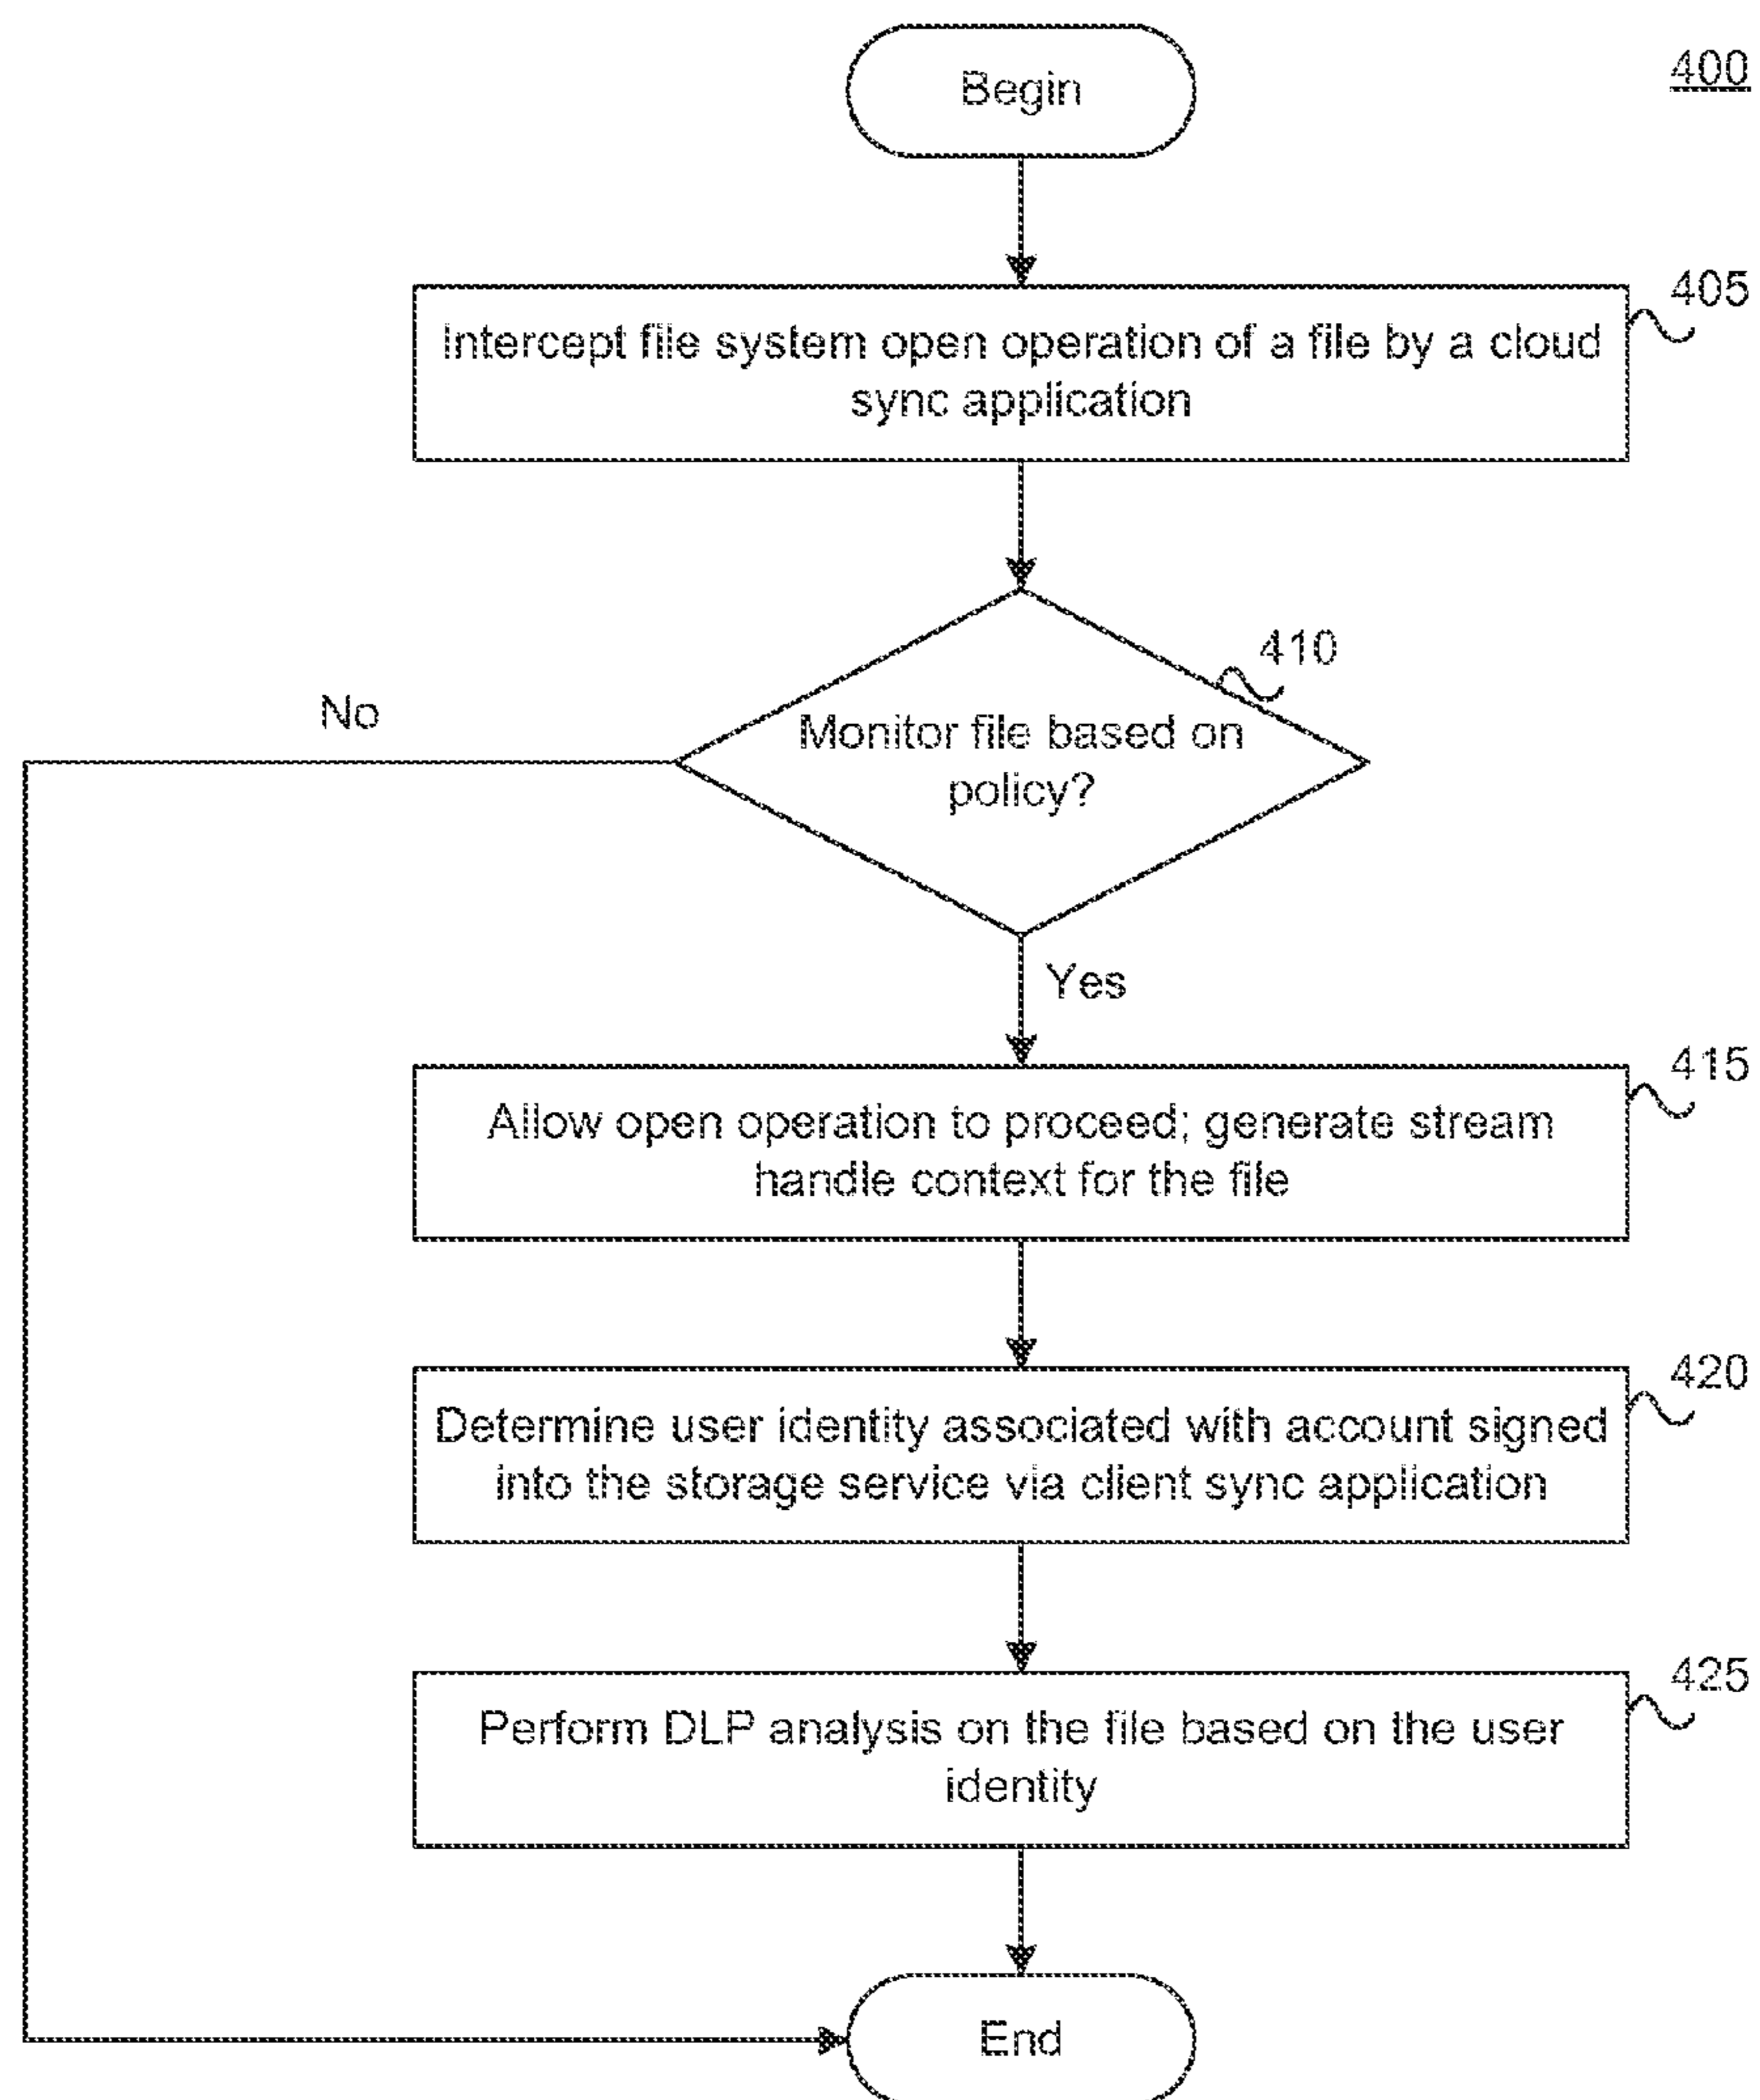 Begin
400
405
Intercept file system open operation of a file by a cloud
sync application
410
No
Monitor file based on
policy?
Yes
415
Allow open operation to proceed; generate stream
handle context for the file
420
Determine user identity associated with account signed
into the storage service via client sync application
425
Perform DLP analysis on the file based on the user
identity
End